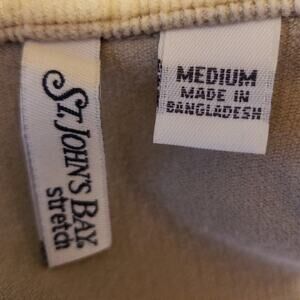 St. John's Bay
stretch
MEDIUM
MADE IN
BANGLADESH